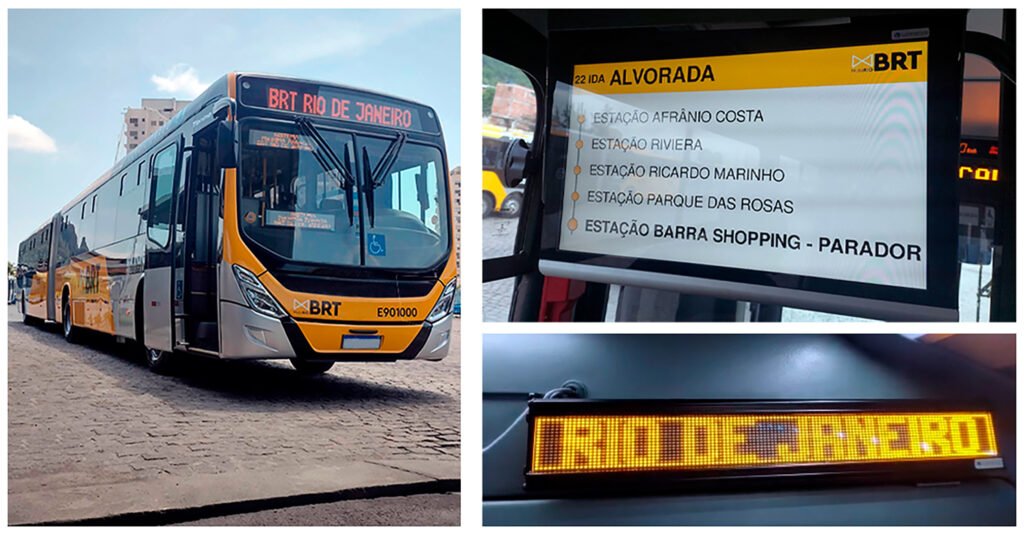 BRT RIO DE JANEIRO
BRT
BRT
E901000
22 IDA ALVORADA
BRT
ESTAÇÃO AFRÂNIO COSTA
ESTAÇÃO RIVIERA
ESTAÇÃO RICARDO MARINHO
ESTAÇÃO PARQUE DAS ROSAS
ESTAÇÃO BARRA SHOPPING - PARADOR
RIO DE JANEIRO